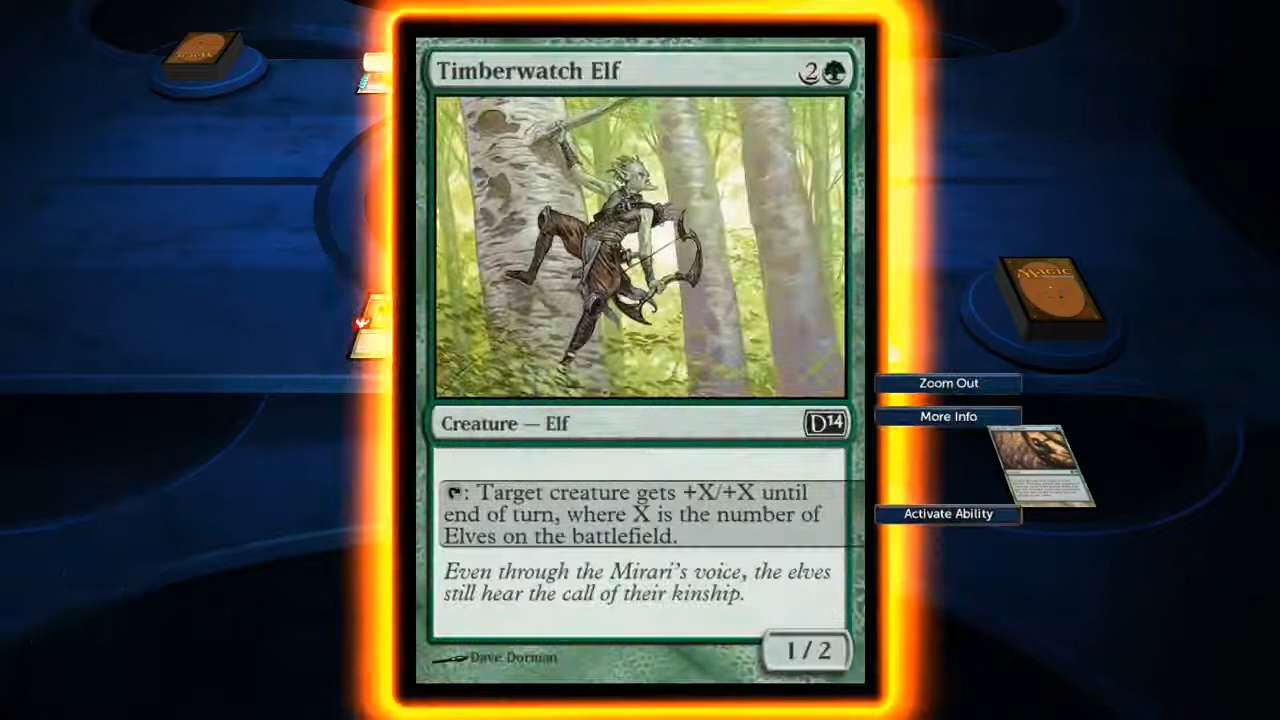 Timberwatch Elf
2
MAGIC
Zoom Out
More Info
Creature — Elf
D14
: Target creature gets +X/+X until
end of turn, where X is the number of
Elves on the battlefield.
Activate Ability
Even through the Mirari's voice, the elves
still hear the call of their kinship.
1 / 2
Dave Dorman